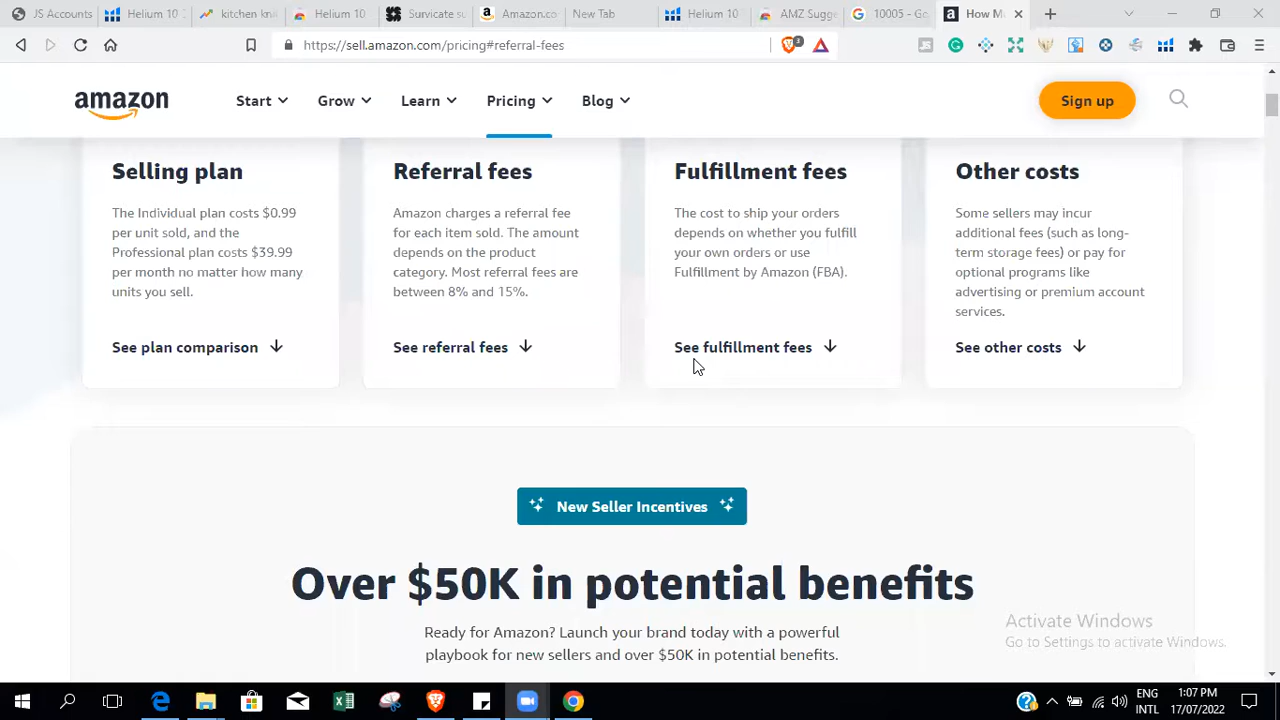 JS Accounts
Helium 10
kitchen kni
Helium 10
Survicate su
Amazon.co
New Tab
Helium 10
AMZ Sugge
10005 - Go
How M
https://sell.amazon.com/pricing#referral-fees
3
amazon
Start
Grow
Learn
Pricing
Blog
Sign up
Selling plan
The Individual plan costs $0.99
per unit sold, and the
Professional plan costs $39.99
per month no matter how many
units you sell.
See plan comparison
Referral fees
Amazon charges a referral fee
for each item sold. The amount
depends on the product
category. Most referral fees are
between 8% and 15%.
See referral fees
Fulfillment fees
The cost to ship your orders
depends on whether you fulfill
your own orders or use
Fulfillment by Amazon (FBA).
See fulfillment fees
Other costs
Some sellers may incur
additional fees (such as long-
term storage fees) or pay for
optional programs like
advertising or premium account
services.
See other costs
New Seller Incentives
Over $50K in potential benefits
Ready for Amazon? Launch your brand today with a powerful
playbook for new sellers and over $50K in potential benefits.
Activate Windows
Go to Settings to activate Windows.
ENG
INTL
1:07 PM
17/07/2022